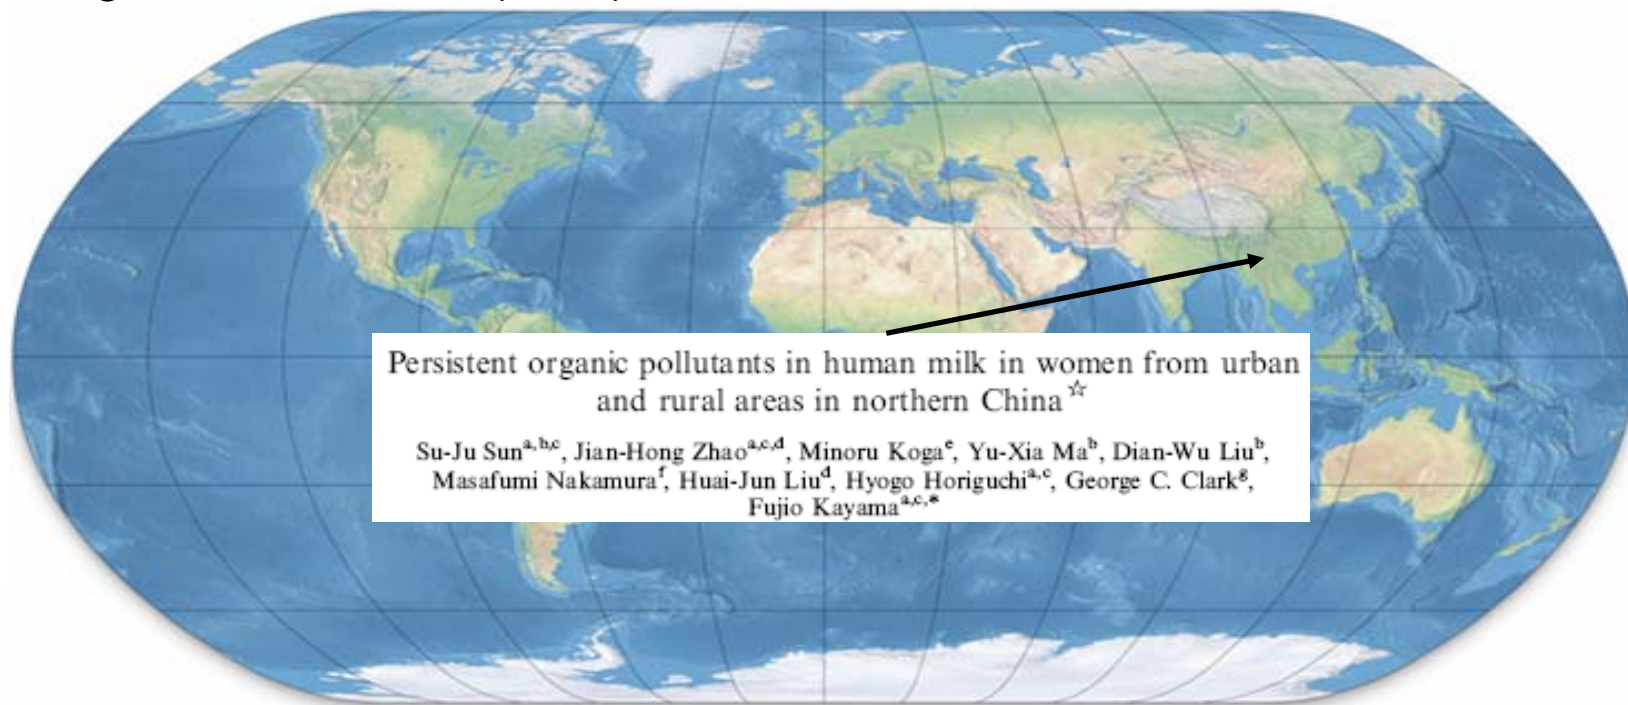 Persistent organic pollutants in human milk in women from urban
and rural areas in northern China☆
Su-Ju Sun^a,b,c, Jian-Hong Zhao^a,c,d, Minoru Koga^e, Yu-Xia Ma^b, Dian-Wu Liu^b,
Masafumi Nakamura^f, Huai-Jun Liu^d, Hyogo Horiguchi^a,c, George C. Clark^g,
Fujio Kayama^a,c,*